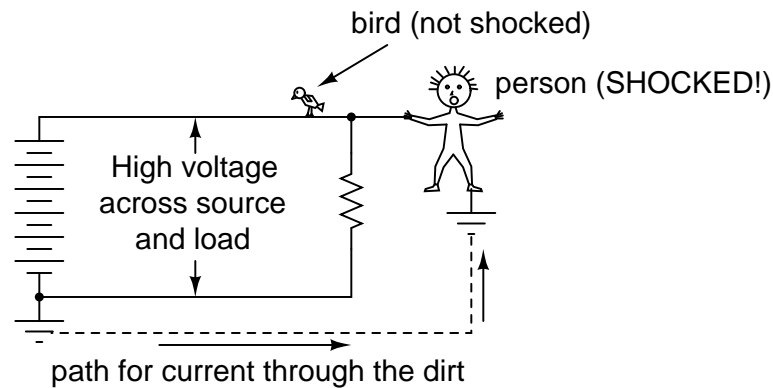 bird (not shocked)
person (SHOCKED!)
High voltage
across source
and load
path for current through the dirt